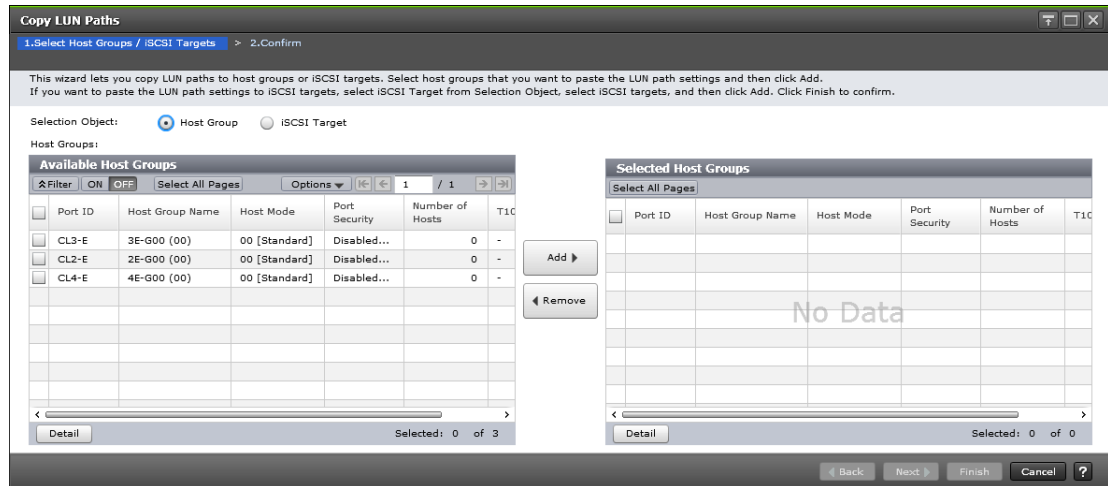 Copy LUN Paths
1.Select Host Groups / iSCSI Targets > 2.Confirm
This wizard lets you copy LUN paths to host groups or iSCSI targets. Select host groups that you want to paste the LUN path settings and then click Add.
If you want to paste the LUN path settings to iSCSI targets, select iSCSI Target from Selection Object, select iSCSI targets, and then click Add. Click Finish to confirm.
Selection Object: Host Group iSCSI Target
Host Groups:
Available Host Groups
Filter ON OFF Select All Pages Options 1 / 1
Port ID Host Group Name Host Mode Port Security Number of Hosts T10
CL3-E 3E-G00 (00) 00 [Standard] Disabled... 0 -
CL2-E 2E-G00 (00) 00 [Standard] Disabled... 0 -
CL4-E 4E-G00 (00) 00 [Standard] Disabled... 0 -
Detail Selected: 0 of 3
Add
Remove
Selected Host Groups
Select All Pages
Port ID Host Group Name Host Mode Port Security Number of Hosts T10
No Data
Detail Selected: 0 of 0
Back Next Finish Cancel ?